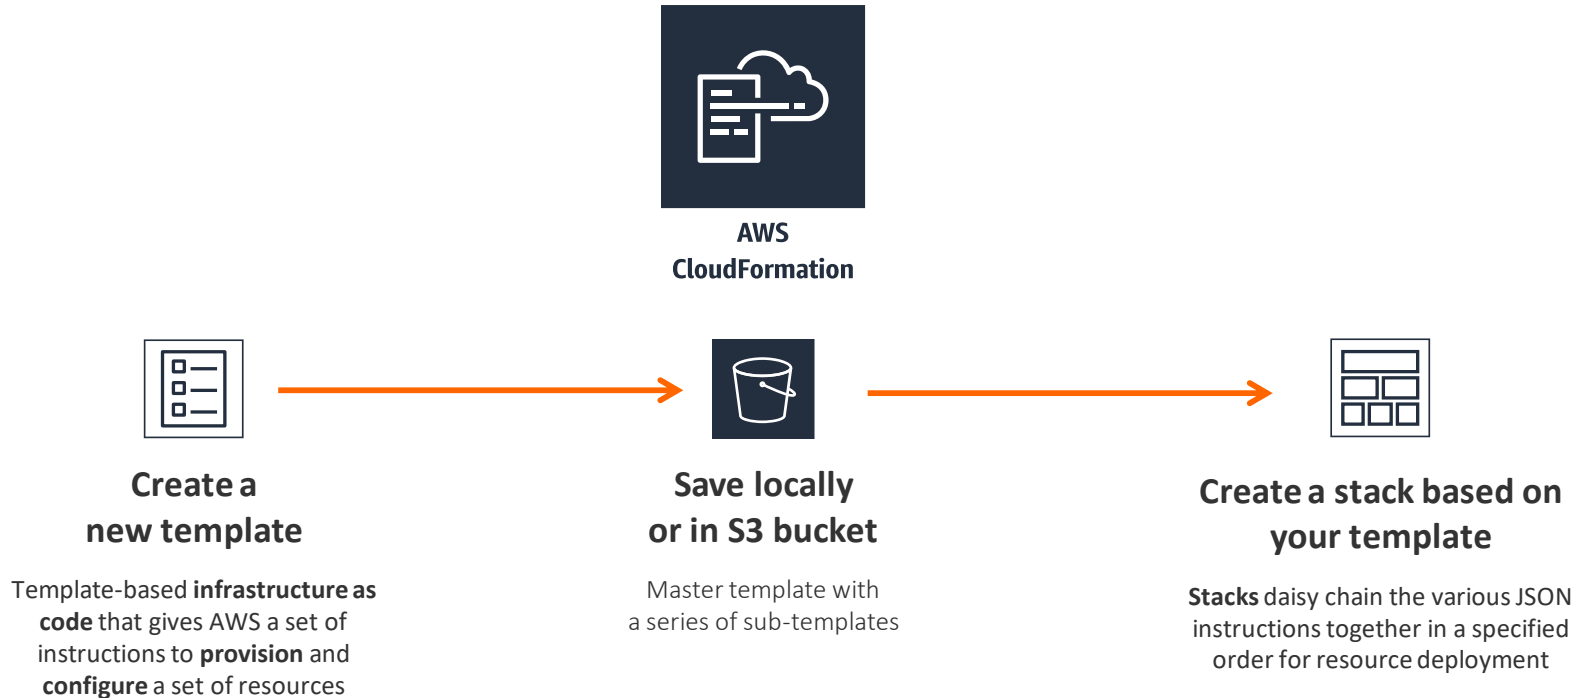 AWS
CloudFormation
Create a
new template
Template-based infrastructure as
code that gives AWS a set of
instructions to provision and
configure a set of resources
Save locally
or in S3 bucket
Master template with
a series of sub-templates
Create a stack based on
your template
Stacks daisy chain the various JSON
instructions together in a specified
order for resource deployment